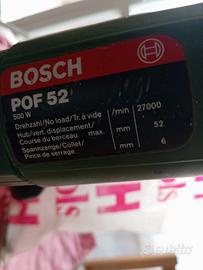 BOSCH
POF 52
500 W
Drehzahl/No load/Tr. à vide /min 27000
Hub/vert. displacement/
Course du berceau max. mm 52
Spannzange/Collet/
Pince de serrage mm 6
subito